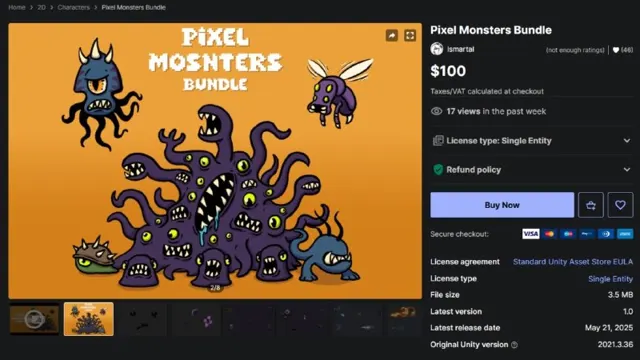 Home > 2D > Characters > Pixel Monsters Bundle
PIXEL
MOSNTERS
BUNDLE
2/8
Pixel Monsters Bundle
Ismartal
(not enough ratings) | (46)
$100
Taxes/VAT calculated at checkout
17 views in the past week
License type: Single Entity
Refund policy
Buy Now
Secure checkout: VISA
License agreement Standard Unity Asset Store EULA
License type Single Entity
File size 3.5 MB
Latest version 1.0
Latest release date May 21, 2025
Original Unity version 2021.3.36